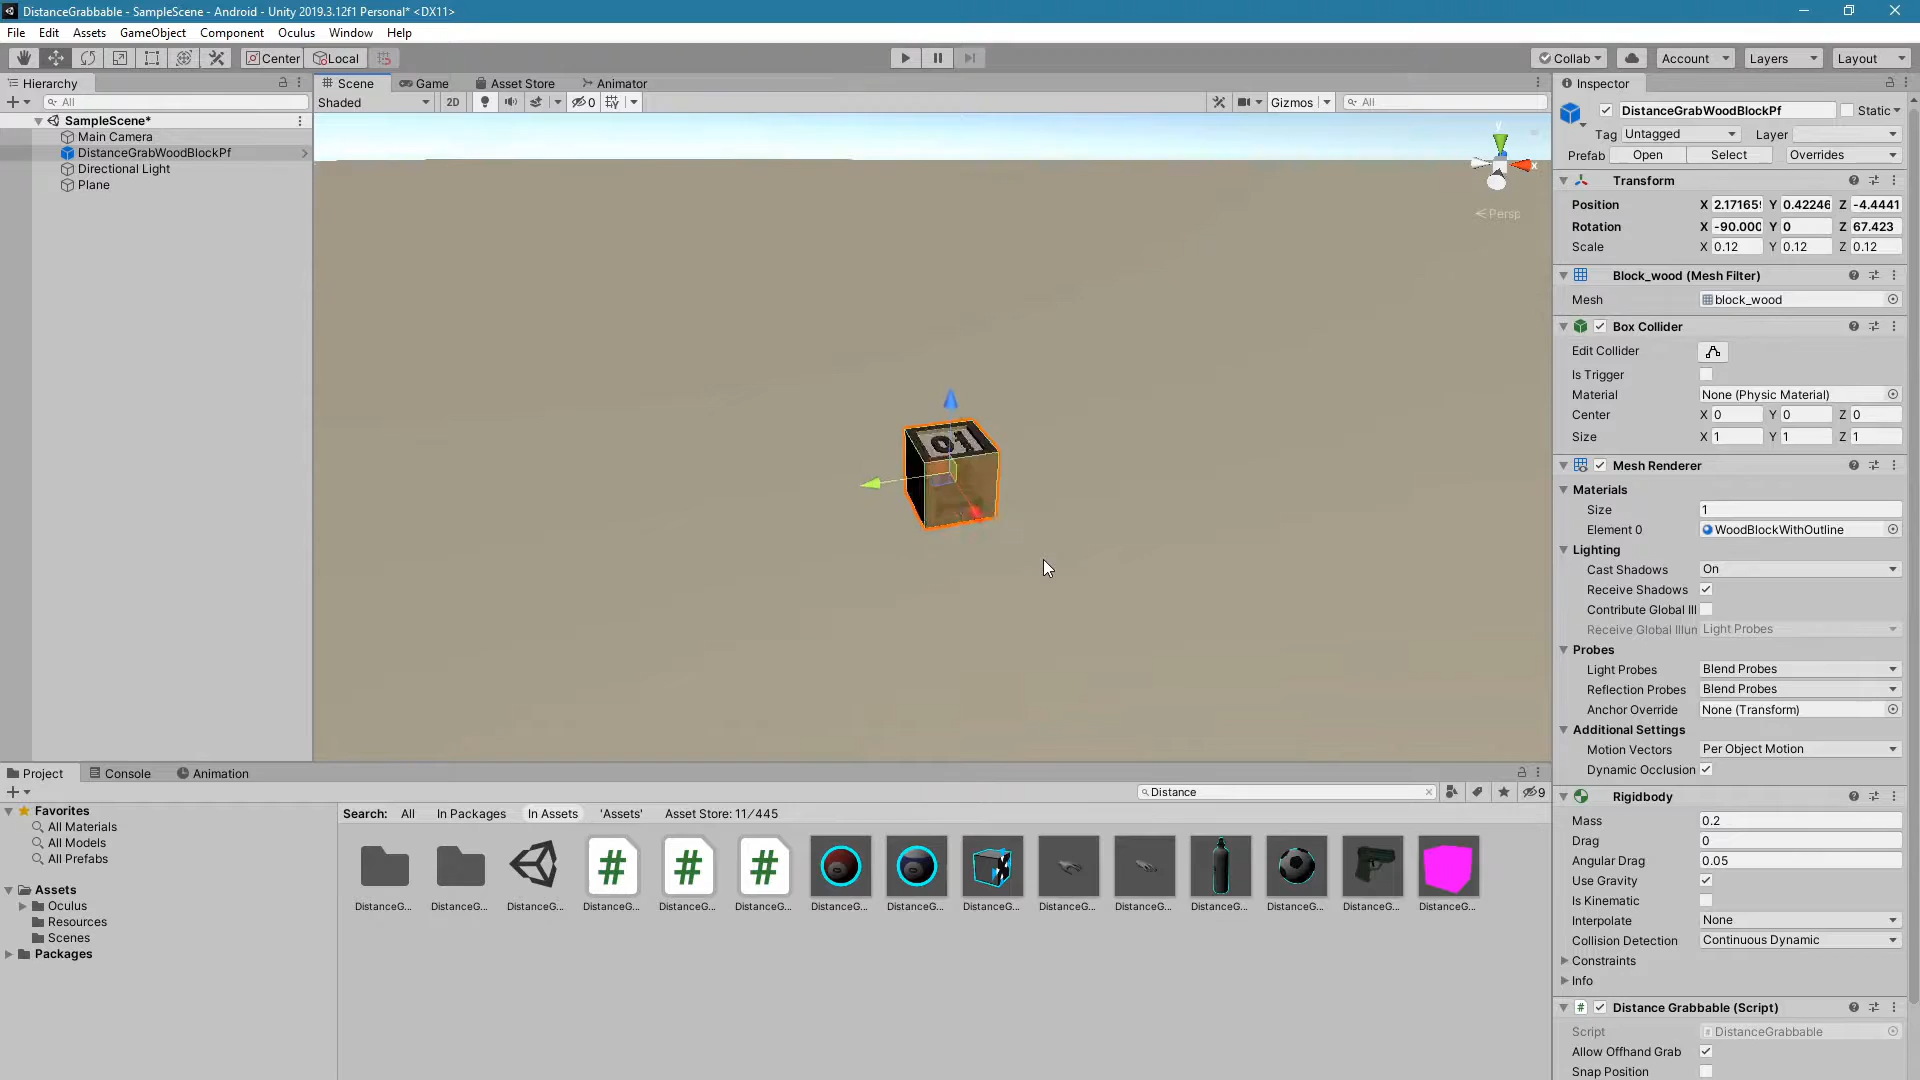 DistanceGrabbable - SampleScene - Android - Unity 2019.3.12f1 Personal* <DX11>
File Edit Assets GameObject Component Oculus Window Help
Center Local Collab Account Layers Layout
Hierarchy
All
SampleScene*
Main Camera
DistanceGrabWoodBlockPf
Directional Light
Plane
Scene Game Asset Store Animator
Shaded 2D 0 Gizmos All
y
x
Persp
01
Inspector
DistanceGrabWoodBlockPf Static
Tag Untagged Layer
Prefab Open Select Overrides
Transform
Position X 2.17165 Y 0.42246 Z -4.4441
Rotation X -90.000 Y 0 Z 67.423
Scale X 0.12 Y 0.12 Z 0.12
Block_wood (Mesh Filter)
Mesh block_wood
Box Collider
Edit Collider
Is Trigger
Material None (Physic Material)
Center X 0 Y 0 Z 0
Size X 1 Y 1 Z 1
Mesh Renderer
Materials
Size 1
Element 0 WoodBlockWithOutline
Lighting
Cast Shadows On
Receive Shadows
Contribute Global Ill
Receive Global Illun Light Probes
Probes
Light Probes Blend Probes
Reflection Probes Blend Probes
Anchor Override None (Transform)
Additional Settings
Motion Vectors Per Object Motion
Dynamic Occlusion
Rigidbody
Mass 0.2
Drag 0
Angular Drag 0.05
Use Gravity
Is Kinematic
Interpolate None
Collision Detection Continuous Dynamic
Constraints
Info
Distance Grabbable (Script)
Script DistanceGrabbable
Allow Offhand Grab
Snap Position
Project Console Animation
Distance 9
Favorites
All Materials
All Models
All Prefabs
Assets
Oculus
Resources
Scenes
Packages
Search: All In Packages In Assets 'Assets' Asset Store: 11/445
DistanceG... DistanceG... DistanceG... DistanceG... DistanceG... DistanceG... DistanceG... DistanceG... DistanceG... DistanceG... DistanceG... DistanceG... DistanceG... DistanceG... DistanceG...